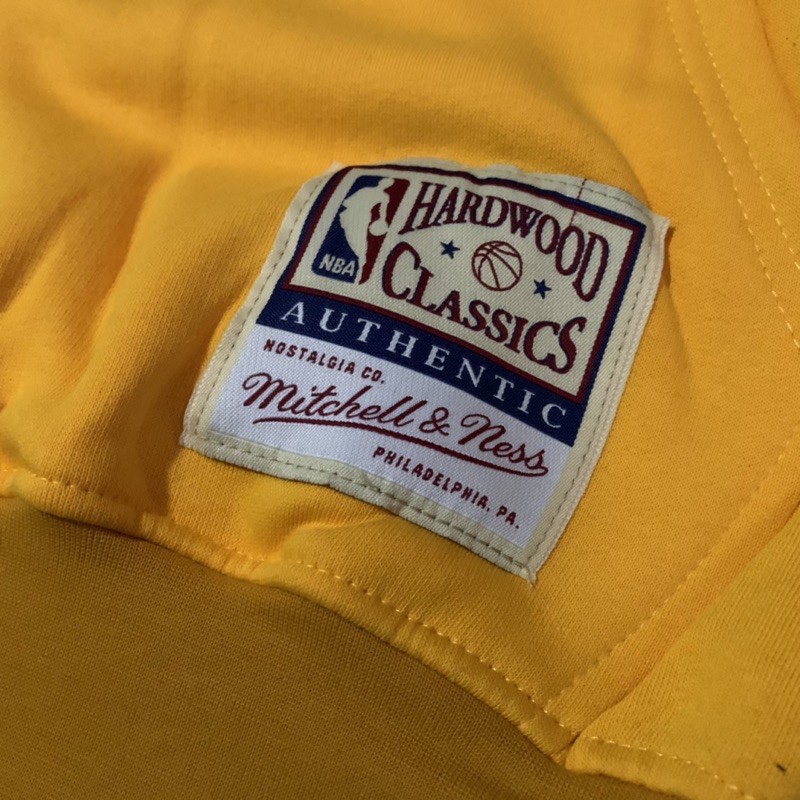 NBA
HARDWOOD
CLASSICS
AUTHENTIC
NOSTALGIA CO.
Mitchell & Ness
PHILADELPHIA, PA.